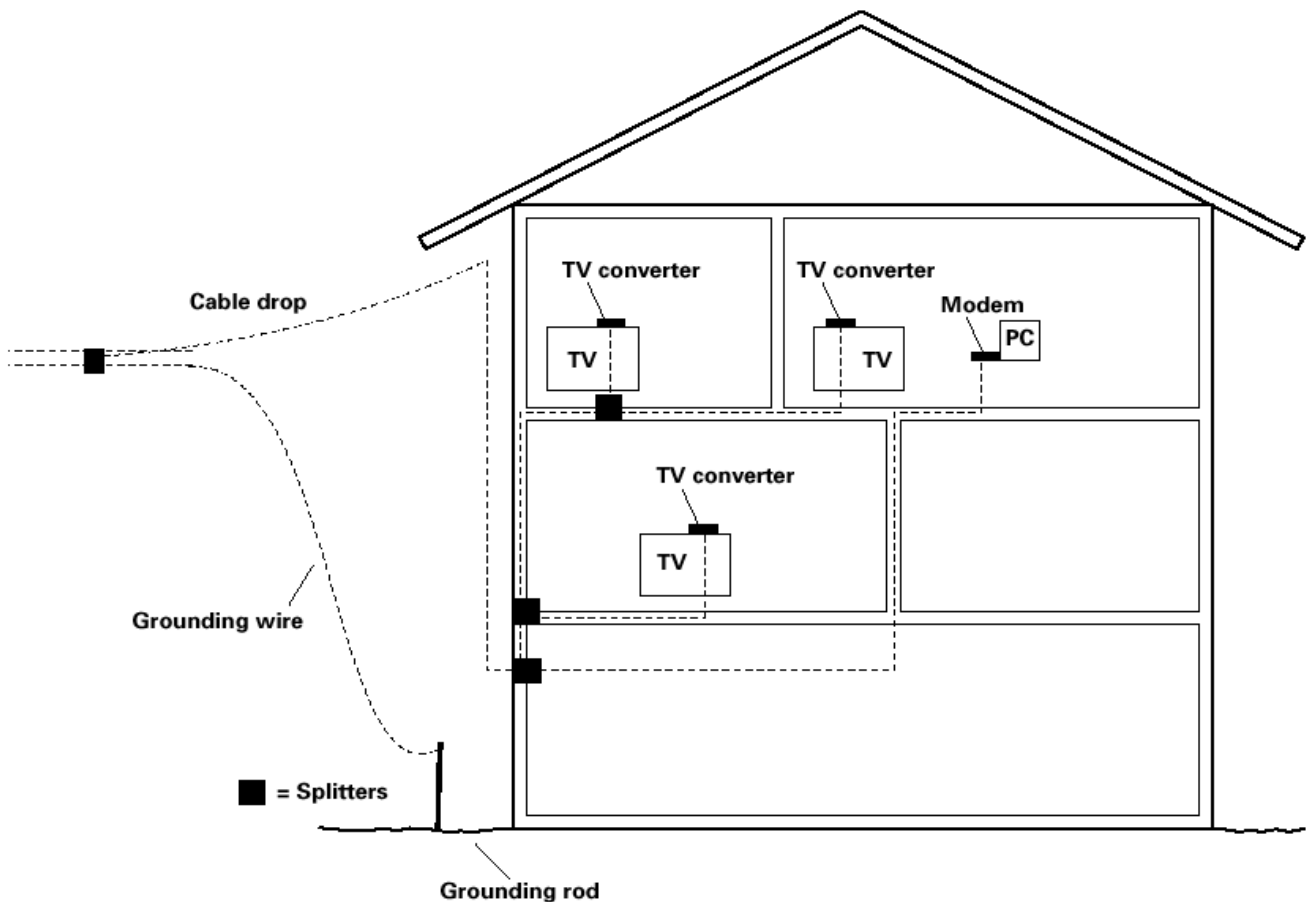 TV converter
TV converter
Cable drop
Modem
PC
TV
TV
TV converter
TV
Grounding wire
= Splitters
Grounding rod